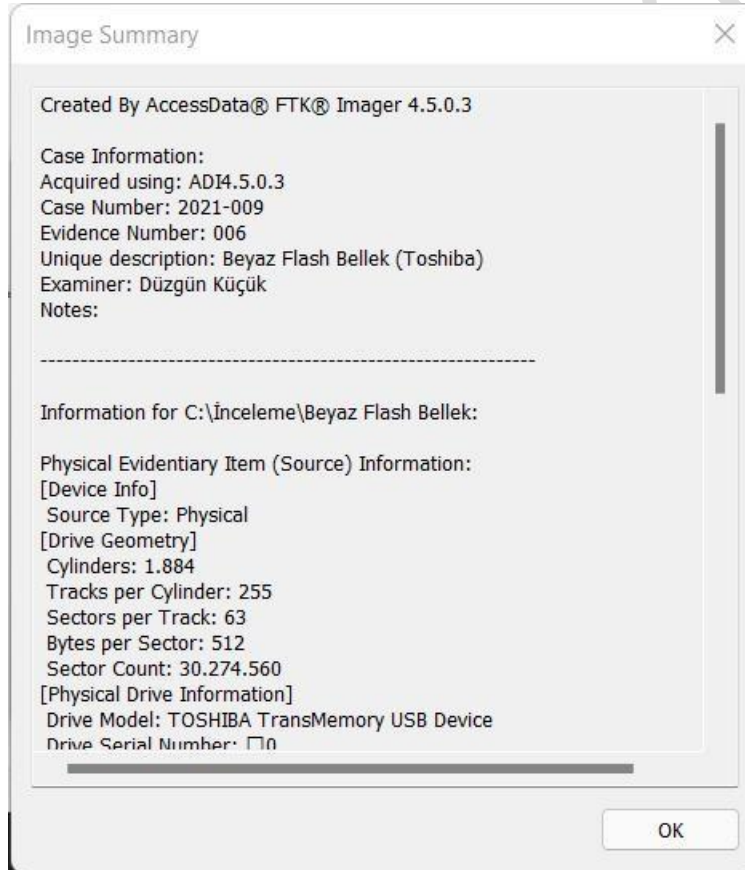 Image Summary
Created By AccessData® FTK® Imager 4.5.0.3
Case Information:
Acquired using: ADI4.5.0.3
Case Number: 2021-009
Evidence Number: 006
Unique description: Beyaz Flash Bellek (Toshiba)
Examiner: Düzgün Küçük
Notes:
--------------------------------------------------------------
Information for C:\İnceleme\Beyaz Flash Bellek:
Physical Evidentiary Item (Source) Information:
[Device Info]
Source Type: Physical
[Drive Geometry]
Cylinders: 1.884
Tracks per Cylinder: 255
Sectors per Track: 63
Bytes per Sector: 512
Sector Count: 30.274.560
[Physical Drive Information]
Drive Model: TOSHIBA TransMemory USB Device
Drive Serial Number: □0
OK